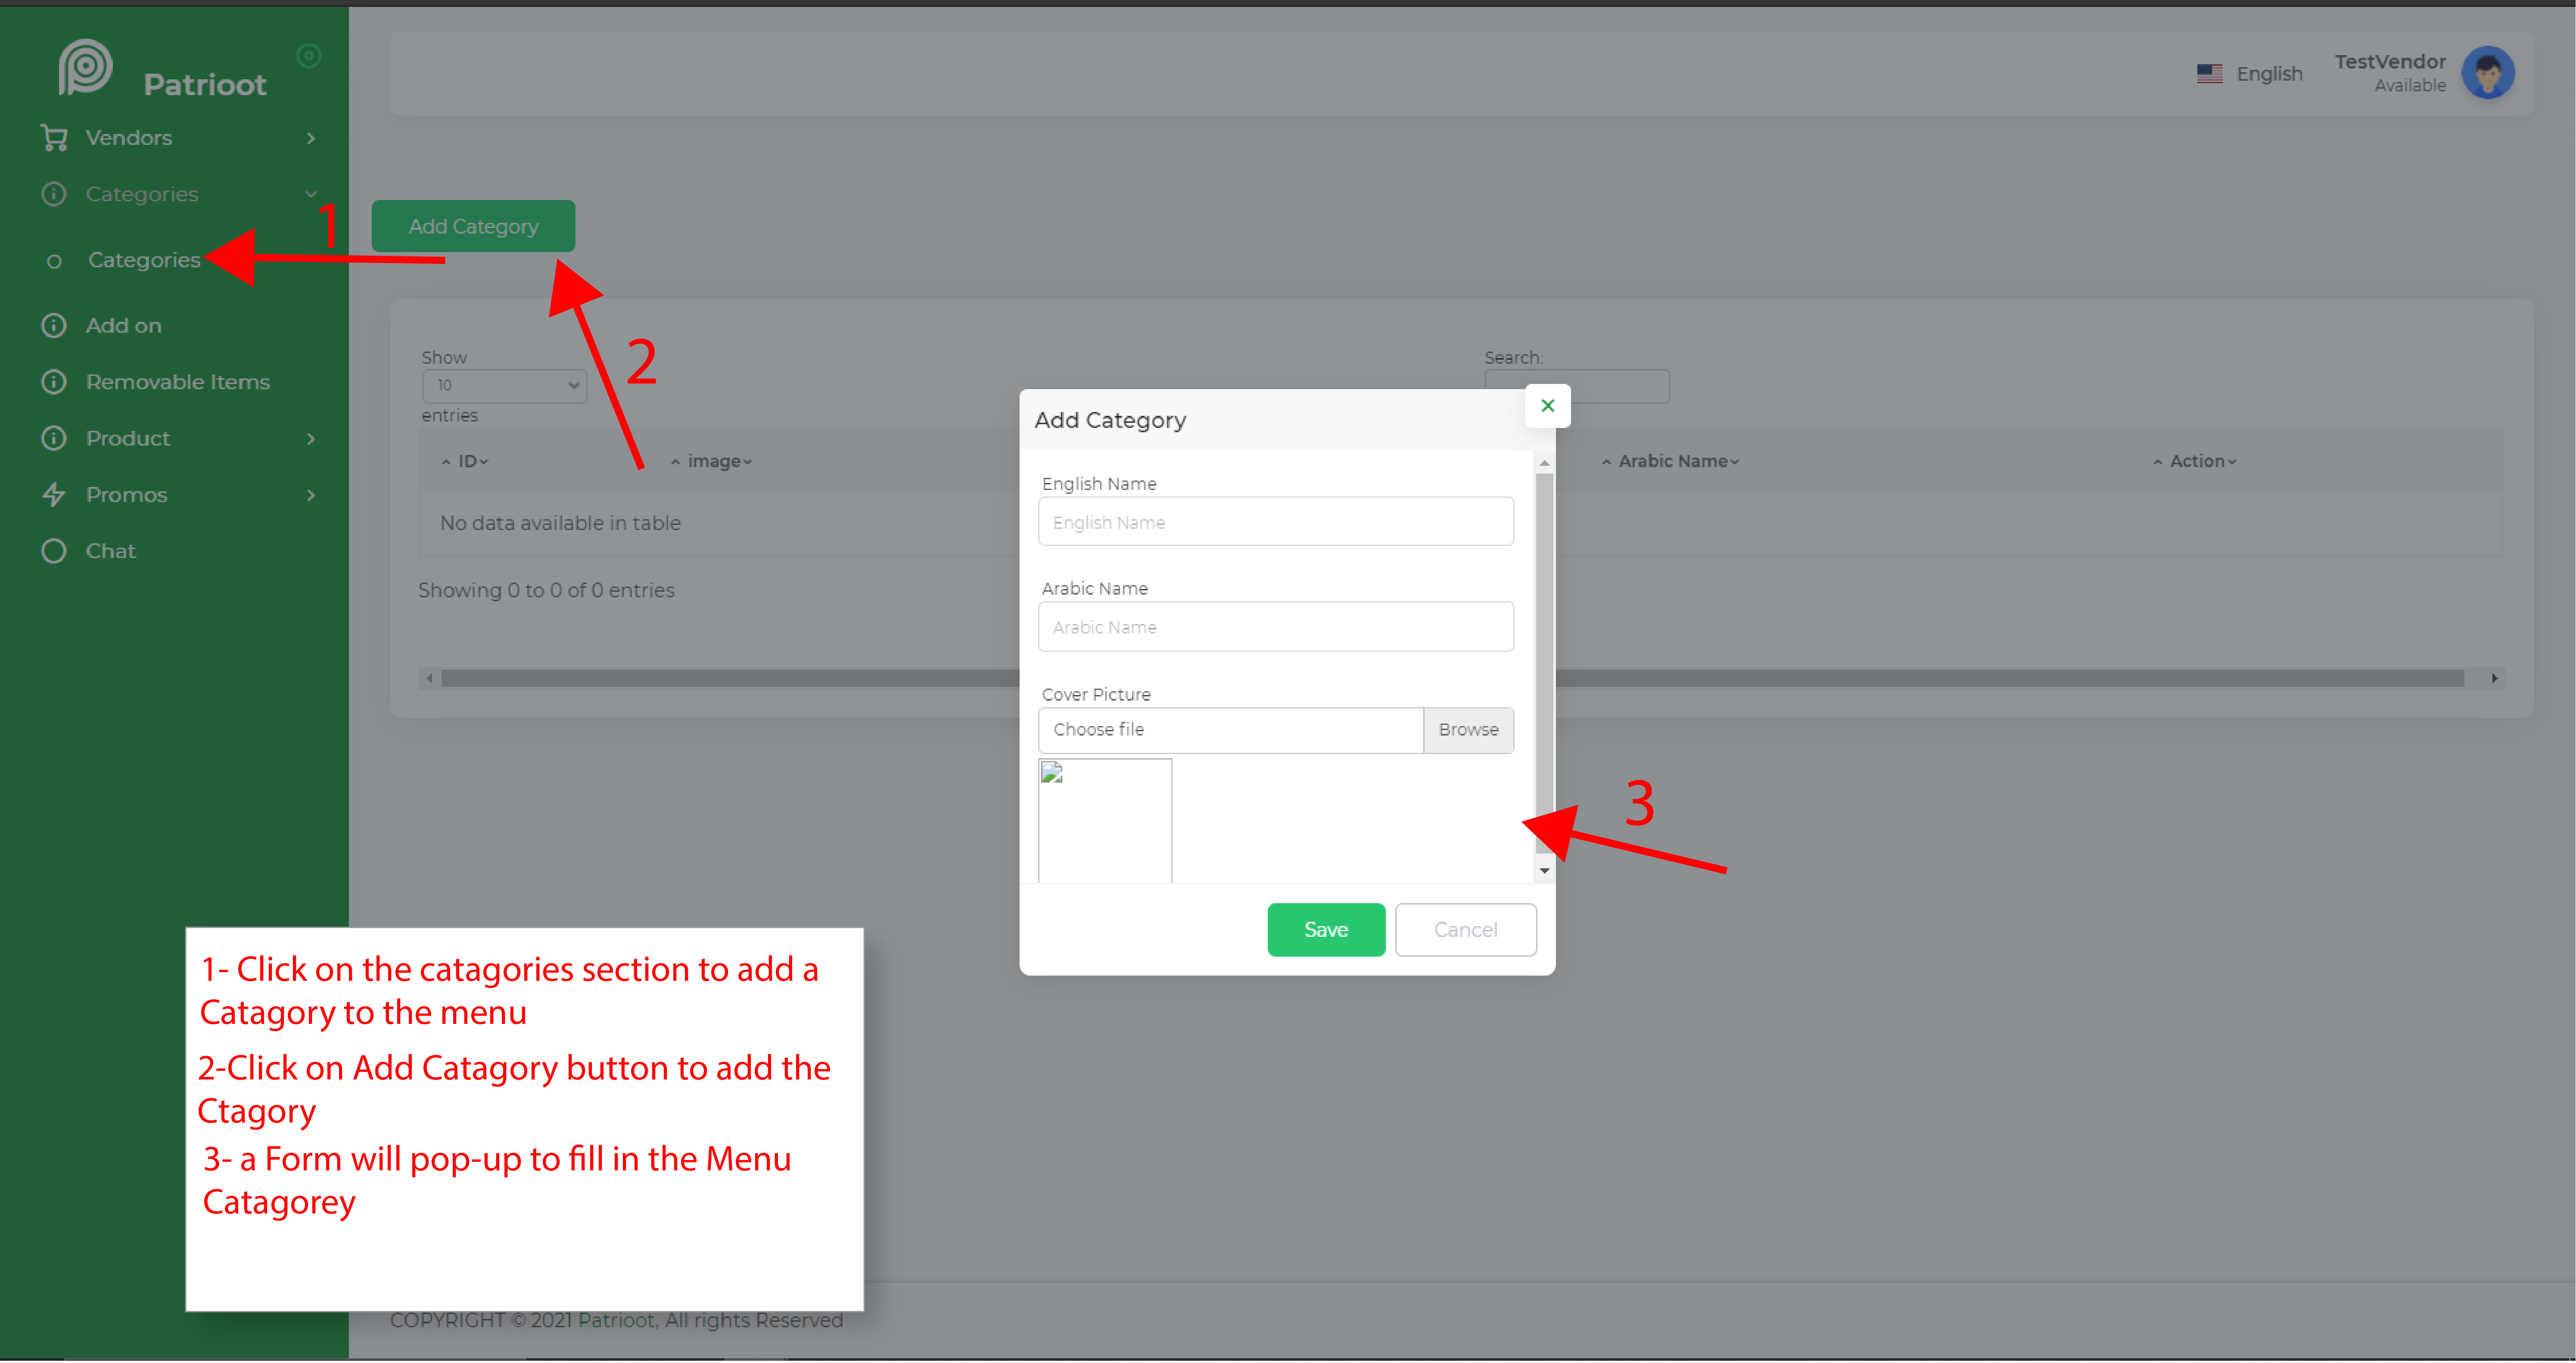 Patrioot
English
TestVendor
Available
Vendors
Categories
Categories
1
Add Category
Add on
Removable Items
Product
Promos
Chat
2
Show
10
entries
Search:
ID
image
Arabic Name
Action
No data available in table
Showing 0 to 0 of 0 entries
Add Category
English Name
English Name
Arabic Name
Arabic Name
Cover Picture
Choose file
Browse
3
Save
Cancel
1- Click on the catagories section to add a
Catagory to the menu
2-Click on Add Catagory button to add the
Ctagory
3- a Form will pop-up to fill in the Menu
Catagorey
COPYRIGHT © 2021 Patrioot, All rights Reserved